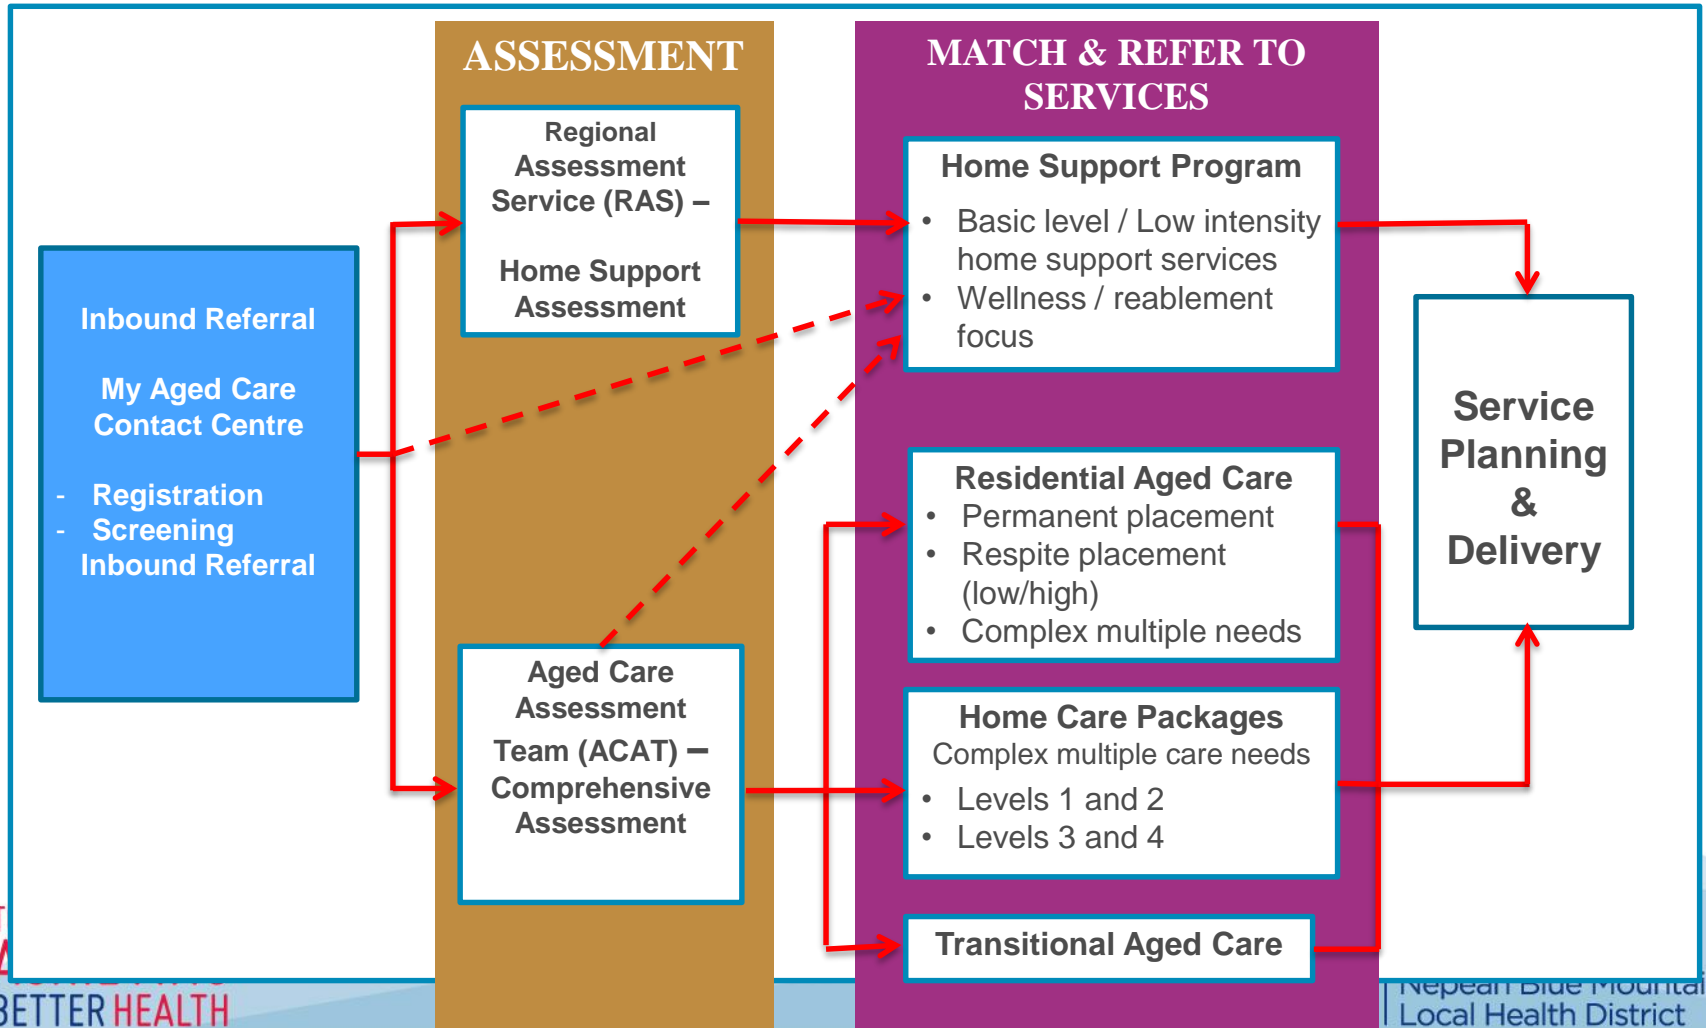 ASSESSMENT
MATCH & REFER TO
SERVICES
Inbound Referral
My Aged Care
Contact Centre
- Registration
- Screening
Inbound Referral
Regional
Assessment
Service (RAS) –
Home Support
Assessment
Aged Care
Assessment
Team (ACAT) –
Comprehensive
Assessment
Home Support Program
• Basic level / Low intensity
home support services
• Wellness / reablement
focus
Residential Aged Care
• Permanent placement
• Respite placement
(low/high)
• Complex multiple needs
Home Care Packages
Complex multiple care needs
• Levels 1 and 2
• Levels 3 and 4
Transitional Aged Care
Service
Planning
&
Delivery
BETTER HEALTH
Nepean Blue Mountai
Local Health District